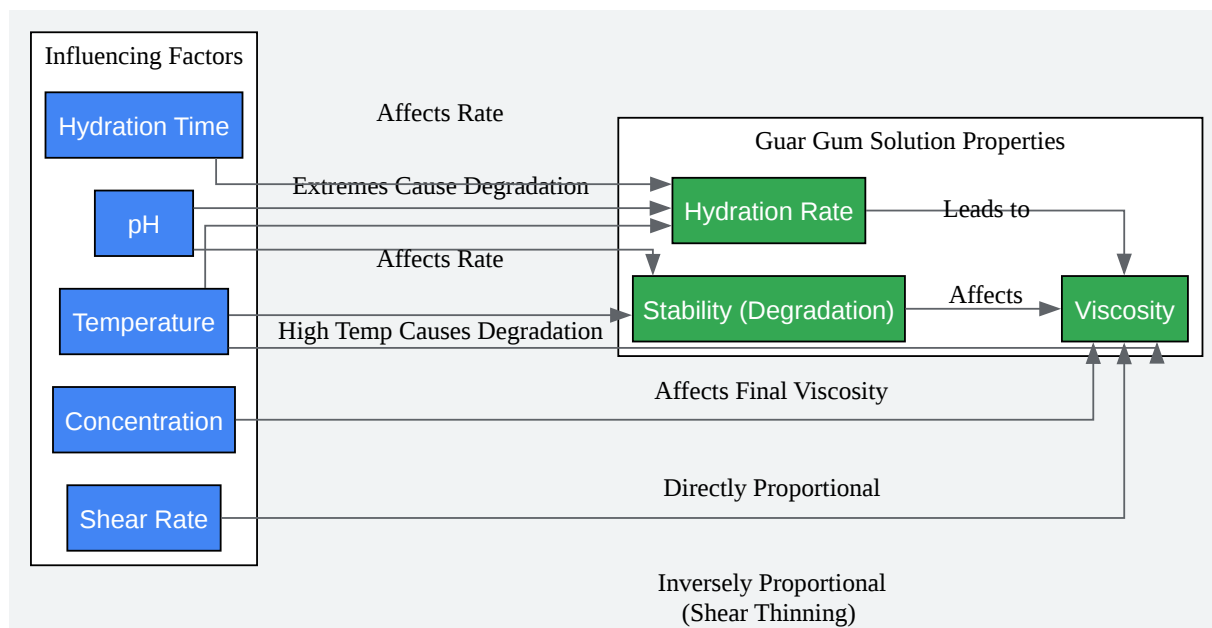 Influencing Factors
Hydration Time
pH
Temperature
Concentration
Shear Rate
Affects Rate
Extremes Cause Degradation
Affects Rate
High Temp Causes Degradation
Guar Gum Solution Properties
Hydration Rate
Leads to
Stability (Degradation)
Affects
Viscosity
Affects Final Viscosity
Directly Proportional
Inversely Proportional
(Shear Thinning)